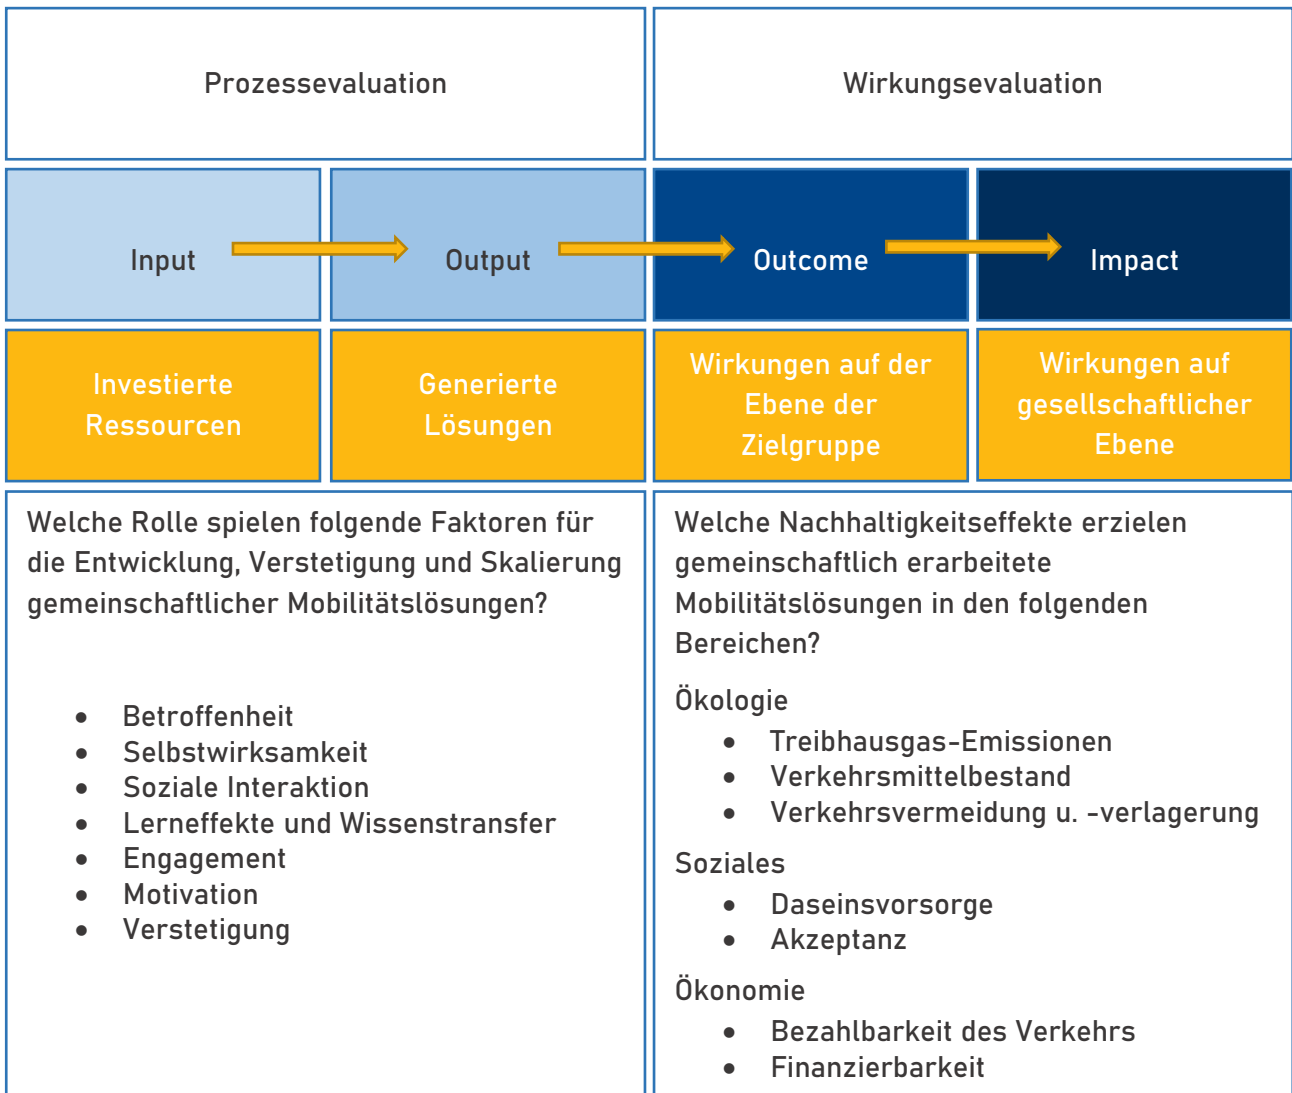 Prozessevaluation
Wirkungsevaluation
Input
Output
Outcome
Impact
Investierte
Ressourcen
Generierte
Lösungen
Wirkungen auf der
Ebene der
Zielgruppe
Wirkungen auf
gesellschaftlicher
Ebene
Welche Rolle spielen folgende Faktoren für
die Entwicklung, Verstetigung und Skalierung
gemeinschaftlicher Mobilitätslösungen?
• Betroffenheit
• Selbstwirksamkeit
• Soziale Interaktion
• Lerneffekte und Wissenstransfer
• Engagement
• Motivation
• Verstetigung
Welche Nachhaltigkeitseffekte erzielen
gemeinschaftlich erarbeitete
Mobilitätslösungen in den folgenden
Bereichen?
Ökologie
• Treibhausgas-Emissionen
• Verkehrsmittelbestand
• Verkehrsvermeidung u. -verlagerung
Soziales
• Daseinsvorsorge
• Akzeptanz
Ökonomie
• Bezahlbarkeit des Verkehrs
• Finanzierbarkeit